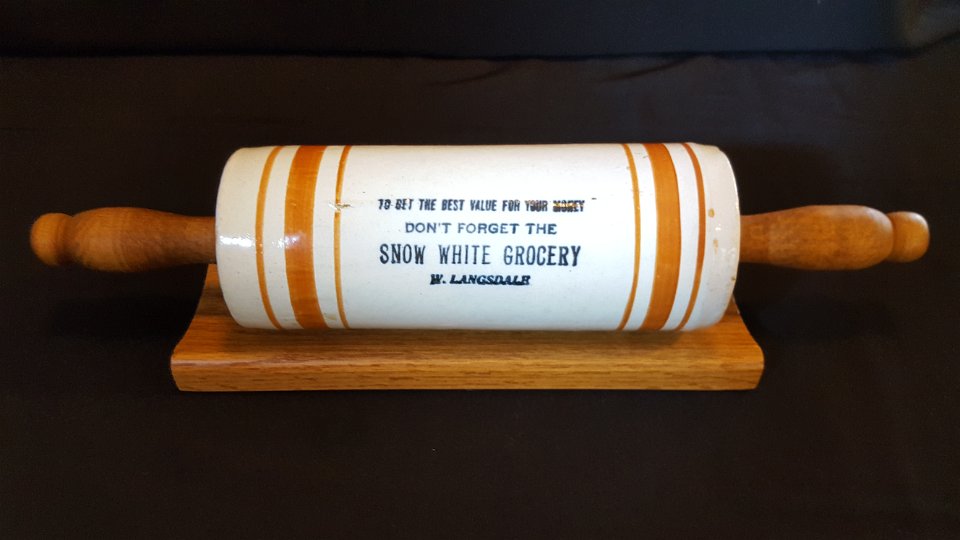 TO GET THE BEST VALUE FOR YOUR MONEY
DON'T FORGET THE
SNOW WHITE GROCERY
W. LANGSDALE